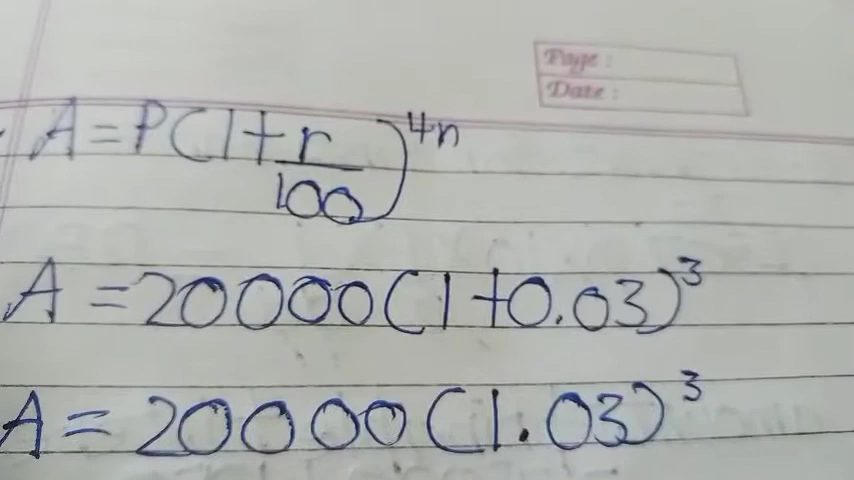 Page :
Date :
A = P(1+r/100)^4n
A = 20000(1+0.03)^3
A = 20000(1.03)^3